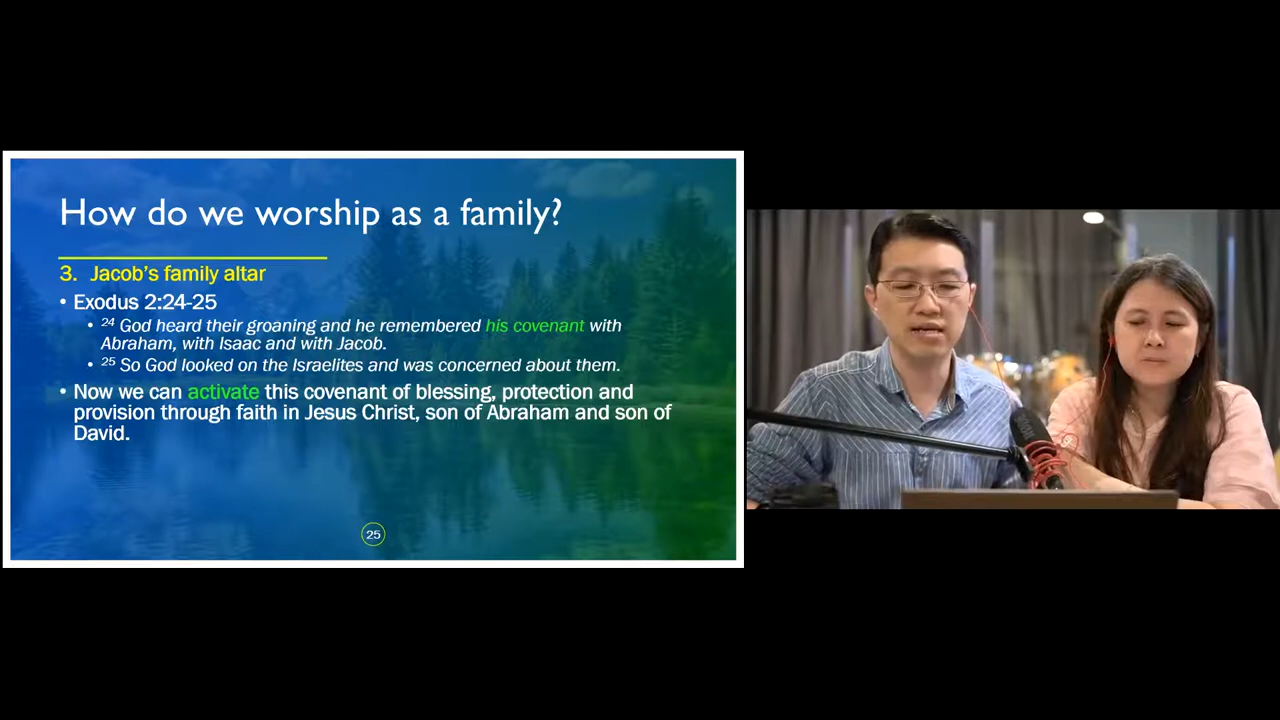 How do we worship as a family?
3. Jacob's family altar
• Exodus 2:24-25
• 24 God heard their groaning and he remembered his covenant with
Abraham, with Isaac and with Jacob.
• 25 So God looked on the Israelites and was concerned about them.
• Now we can activate this covenant of blessing, protection and
provision through faith in Jesus Christ, son of Abraham and son of
David.
25